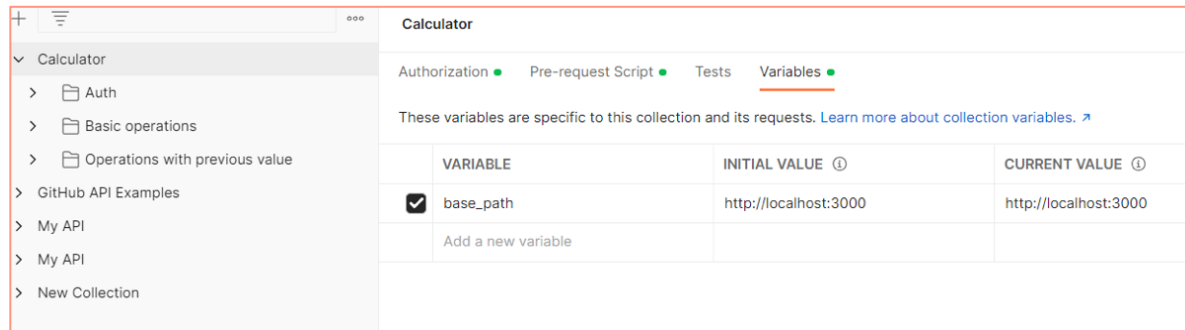 Calculator
Auth
Basic operations
Operations with previous value
GitHub API Examples
My API
My API
New Collection
Calculator
Authorization Pre-request Script Tests Variables
These variables are specific to this collection and its requests. Learn more about collection variables. ↗
VARIABLE INITIAL VALUE CURRENT VALUE
base_path http://localhost:3000 http://localhost:3000
Add a new variable